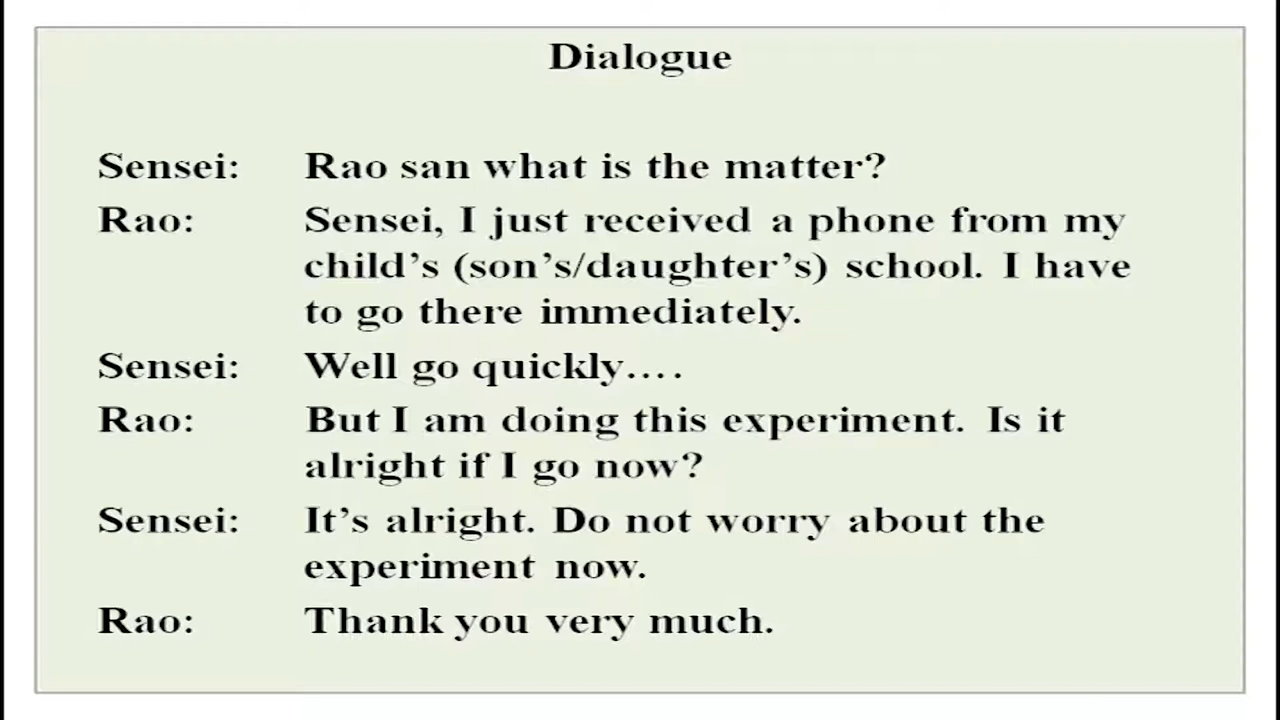 Dialogue
Sensei: Rao san what is the matter?
Rao: Sensei, I just received a phone from my
child's (son's/daughter's) school. I have
to go there immediately.
Sensei: Well go quickly....
Rao: But I am doing this experiment. Is it
alright if I go now?
Sensei: It's alright. Do not worry about the
experiment now.
Rao: Thank you very much.